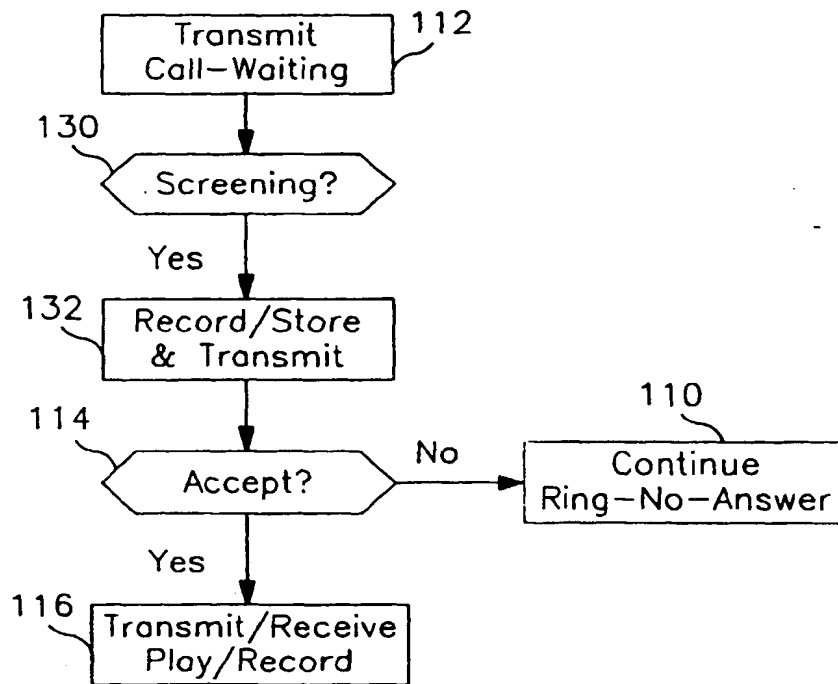 Transmit
Call-Waiting
112
130
Screening?
Yes
132
Record/Store
& Transmit
114
Accept?
No
110
Continue
Ring-No-Answer
Yes
116
Transmit/Receive
Play/Record